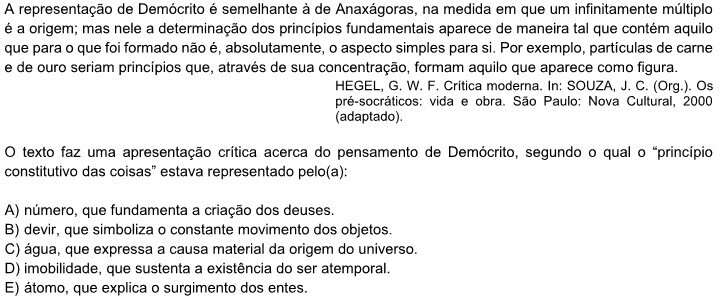 A representação de Demócrito é semelhante à de Anaxágoras, na medida em que um infinitamente múltiplo
é a origem; mas nele a determinação dos princípios fundamentais aparece de maneira tal que contém aquilo
que para o que foi formado não é, absolutamente, o aspecto simples para si. Por exemplo, partículas de carne
e de ouro seriam princípios que, através de sua concentração, formam aquilo que aparece como figura.
HEGEL, G. W. F. Crítica moderna. In: SOUZA, J. C. (Org.). Os
pré-socráticos: vida e obra. São Paulo: Nova Cultural, 2000
(adaptado).
O texto faz uma apresentação crítica acerca do pensamento de Demócrito, segundo o qual o “princípio
constitutivo das coisas” estava representado pelo(a):
A) número, que fundamenta a criação dos deuses.
B) devir, que simboliza o constante movimento dos objetos.
C) água, que expressa a causa material da origem do universo.
D) imobilidade, que sustenta a existência do ser atemporal.
E) átomo, que explica o surgimento dos entes.